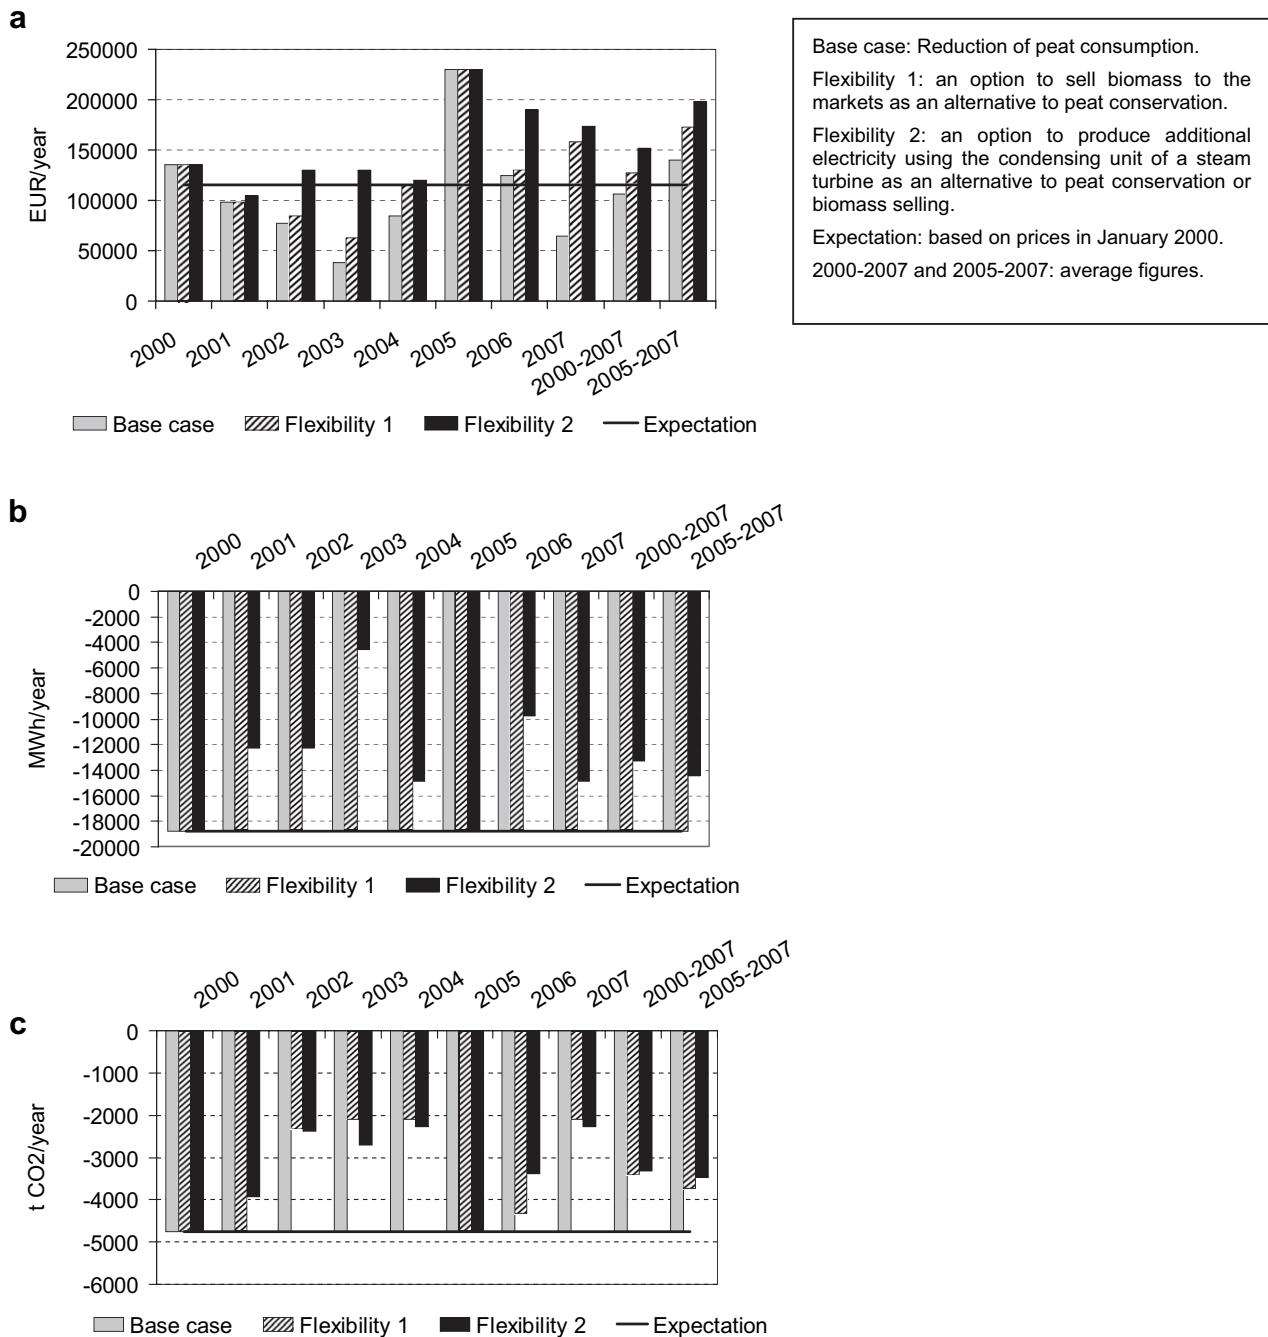 a
250000
200000
150000
100000
50000
0
EUR/year
2000
2001
2002
2003
2004
2005
2006
2007
2000-2007
2005-2007
Base case
Flexibility 1
Flexibility 2
Expectation
Base case: Reduction of peat consumption.
Flexibility 1: an option to sell biomass to the
markets as an alternative to peat conservation.
Flexibility 2: an option to produce additional
electricity using the condensing unit of a steam
turbine as an alternative to peat conservation or
biomass selling.
Expectation: based on prices in January 2000.
2000-2007 and 2005-2007: average figures.
b
2000
2001
2002
2003
2004
2005
2006
2007
2000-2007
2005-2007
0
-2000
-4000
-6000
-8000
-10000
-12000
-14000
-16000
-18000
-20000
MWh/year
Base case
Flexibility 1
Flexibility 2
Expectation
c
2000
2001
2002
2003
2004
2005
2006
2007
2000-2007
2005-2007
0
-1000
-2000
-3000
-4000
-5000
-6000
t CO2/year
Base case
Flexibility 1
Flexibility 2
Expectation